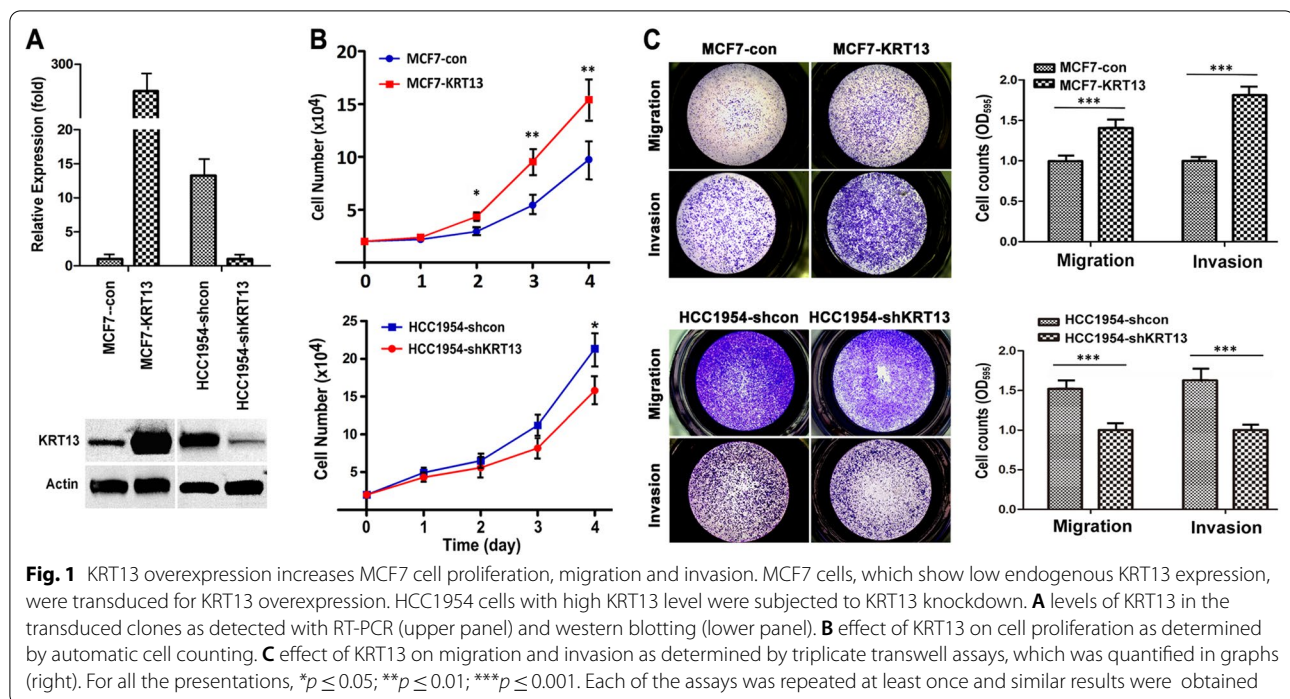 A
300
20
15
10
5
0
Relative Expression (fold)
MCF7--con
MCF7-KRT13
HCC1954-shcon
HCC1954-shKRT13
KRT13
Actin
B
20
15
10
5
Cell Number (x10⁴)
MCF7-con
MCF7-KRT13
*
**
**
0 1 2 3 4
25
20
15
10
5
Cell Number (x10⁴)
HCC1954-shcon
HCC1954-shKRT13
*
0 1 2 3 4
Time (day)
C
MCF7-con MCF7-KRT13
Migration
Invasion
HCC1954-shcon HCC1954-shKRT13
Migration
Invasion
MCF7-con
MCF7-KRT13
2.0
1.5
1.0
0.5
0.0
Cell counts (OD₅₉₅)
***
***
Migration Invasion
HCC1954-shcon
HCC1954-shKRT13
2.0
1.5
1.0
0.5
0.0
Cell counts (OD₅₉₅)
***
***
Migration Invasion
Fig. 1 KRT13 overexpression increases MCF7 cell proliferation, migration and invasion. MCF7 cells, which show low endogenous KRT13 expression,
were transduced for KRT13 overexpression. HCC1954 cells with high KRT13 level were subjected to KRT13 knockdown. A levels of KRT13 in the
transduced clones as detected with RT-PCR (upper panel) and western blotting (lower panel). B effect of KRT13 on cell proliferation as determined
by automatic cell counting. C effect of KRT13 on migration and invasion as determined by triplicate transwell assays, which was quantified in graphs
(right). For all the presentations, *p ≤ 0.05; **p ≤ 0.01; ***p ≤ 0.001. Each of the assays was repeated at least once and similar results were obtained